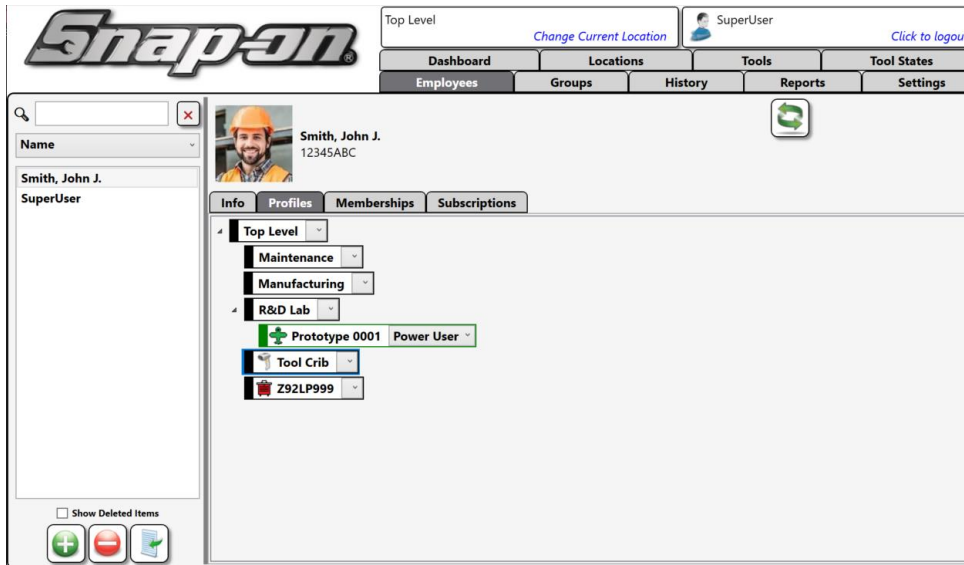 Snap-on®
Top Level
Change Current Location
SuperUser
Click to logou
Dashboard Locations Tools Tool States
Employees Groups History Reports Settings
Name
Smith, John J.
SuperUser
Show Deleted Items
Smith, John J.
12345ABC
Info Profiles Memberships Subscriptions
Top Level
Maintenance
Manufacturing
R&D Lab
Prototype 0001 Power User
Tool Crib
Z92LP999